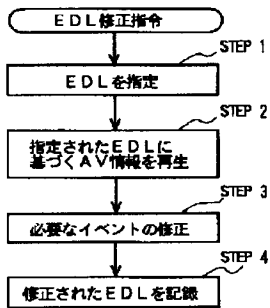 EDL修正指令
STEP 1
EDLを指定
STEP 2
指定されたEDLに
基づくAV情報を再生
STEP 3
必要なイベントの修正
STEP 4
修正されたEDLを記録